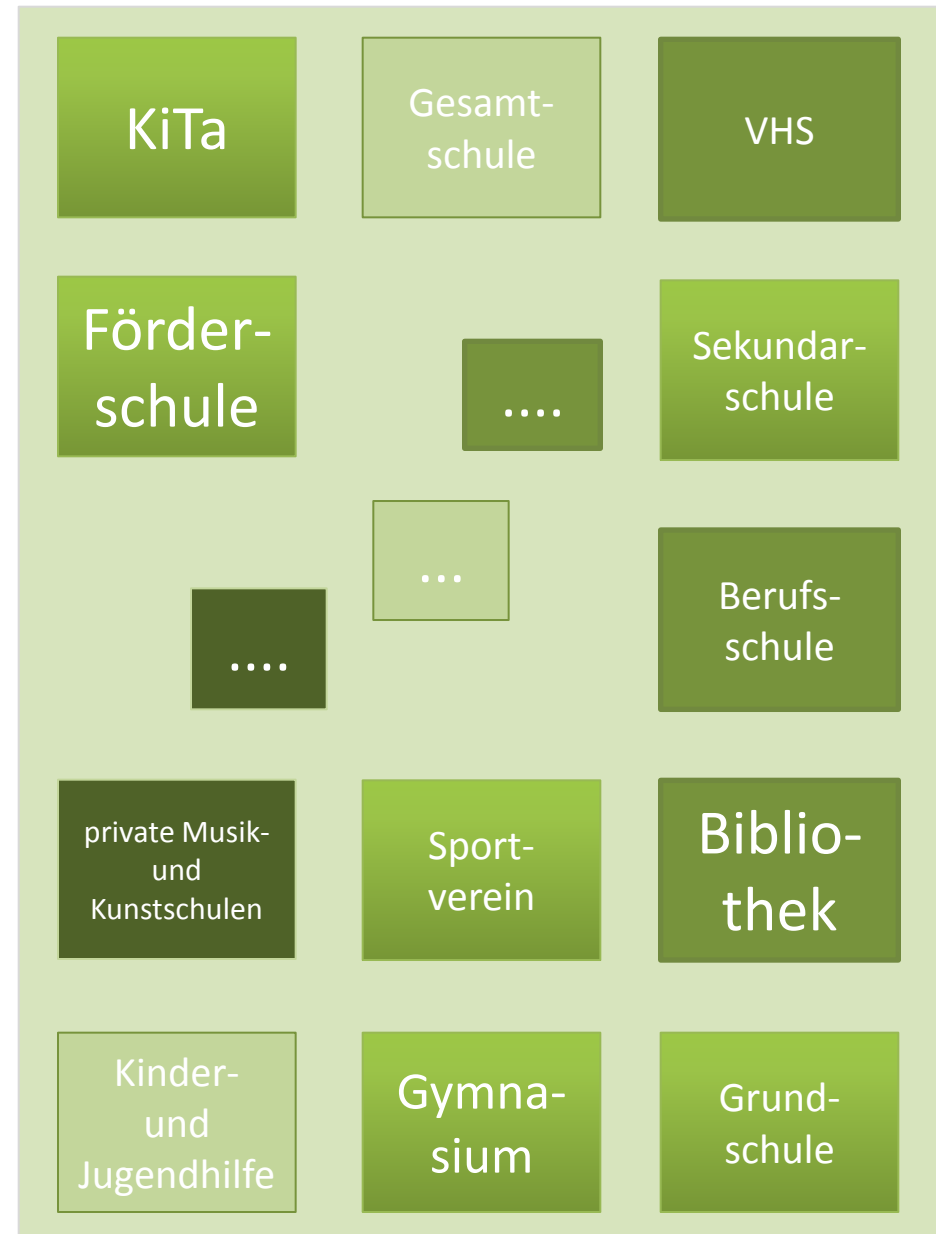 KiTa
Gesamt-
schule
VHS
Förder-
schule
....
Sekundar-
schule
...
Berufs-
schule
....
private Musik-
und
Kunstschulen
Sport-
verein
Biblio-
thek
Kinder-
und
Jugendhilfe
Gymna-
sium
Grund-
schule